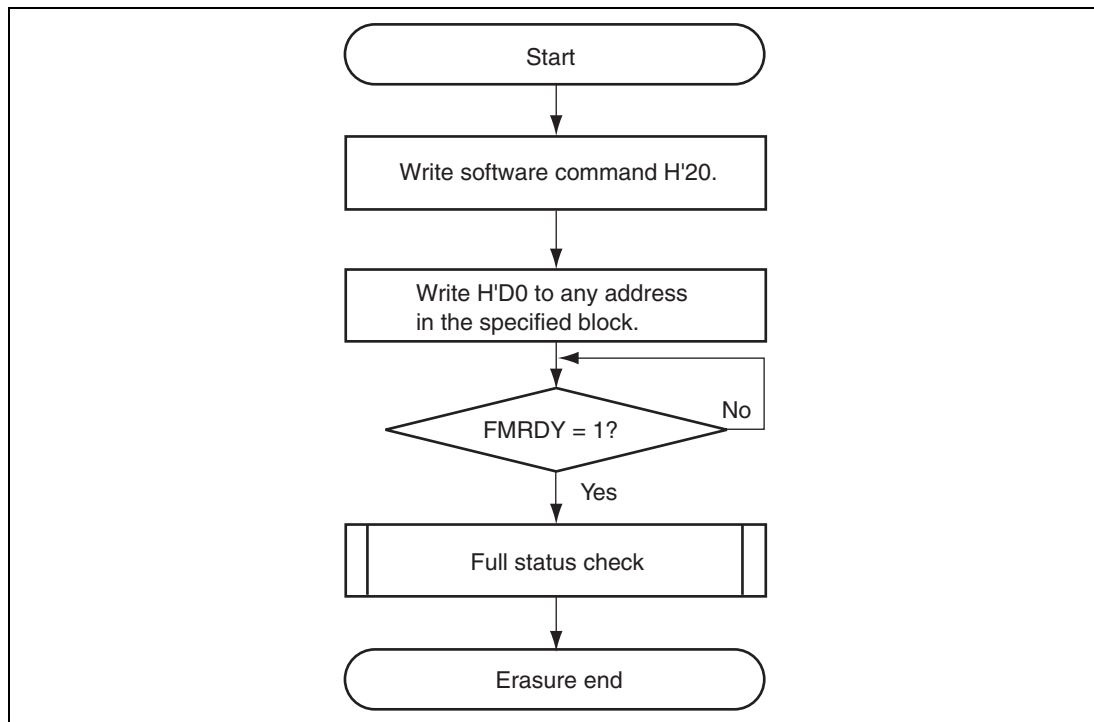 Start
Write software command H'20.
Write H'D0 to any address
in the specified block.
No
FMRDY = 1?
Yes
Full status check
Erasure end